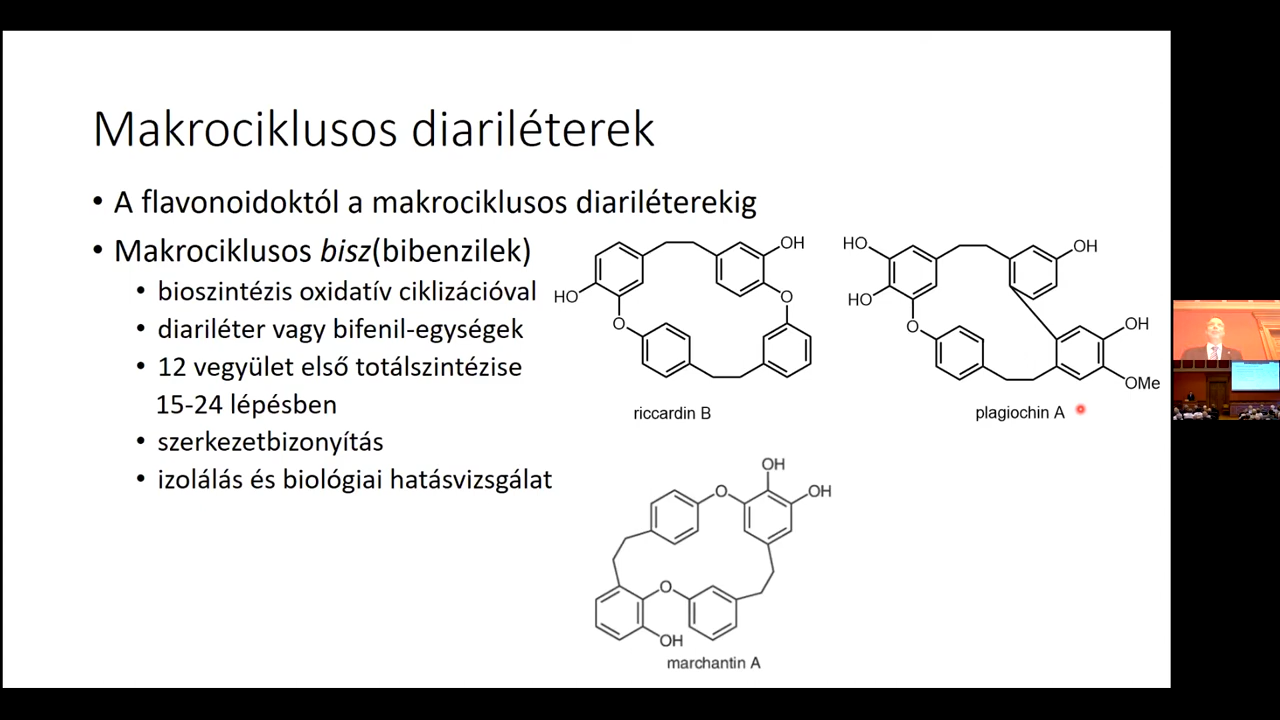 Makrociklusos diariléterek
• A flavonoidoktól a makrociklusos diariléterekig
• Makrociklusos bisz(bibenzilek)
• bioszintézis oxidatív ciklizációval
• diariléter vagy bifenil-egységek
• 12 vegyület első totálszintézise
15-24 lépésben
• szerkezetbizonyítás
• izolálás és biológiai hatásvizsgálat
OH
HO
O
O
riccardin B
HO
OH
HO
O
OH
OMe
plagiochin A
OH
O
OH
O
OH
marchantin A